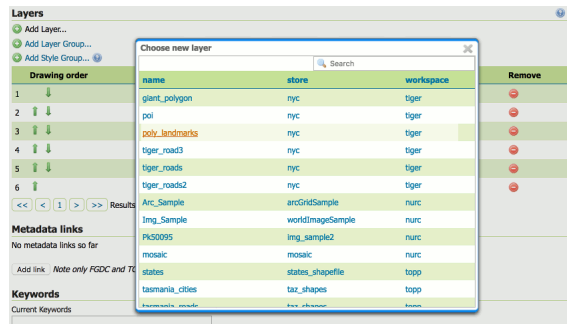 Layers
Add Layer...
Add Layer Group...
Add Style Group...
Drawing order
Remove
1
2
3
4
5
6
<< < 1 > >> Results
Metadata links
No metadata links so far
Add link Note only FGDC and TC
Keywords
Current Keywords
Choose new layer
Search
name store workspace
giant_polygon nyc tiger
poi nyc tiger
poly_landmarks nyc tiger
tiger_road3 nyc tiger
tiger_roads nyc tiger
tiger_roads2 nyc tiger
Arc_Sample arcGridSample nurc
Img_Sample worldImageSample nurc
Pk50095 img_sample2 nurc
mosaic mosaic nurc
states states_shapefile topp
tasmania_cities taz_shapes topp
tasmania_roads taz_shapes topp